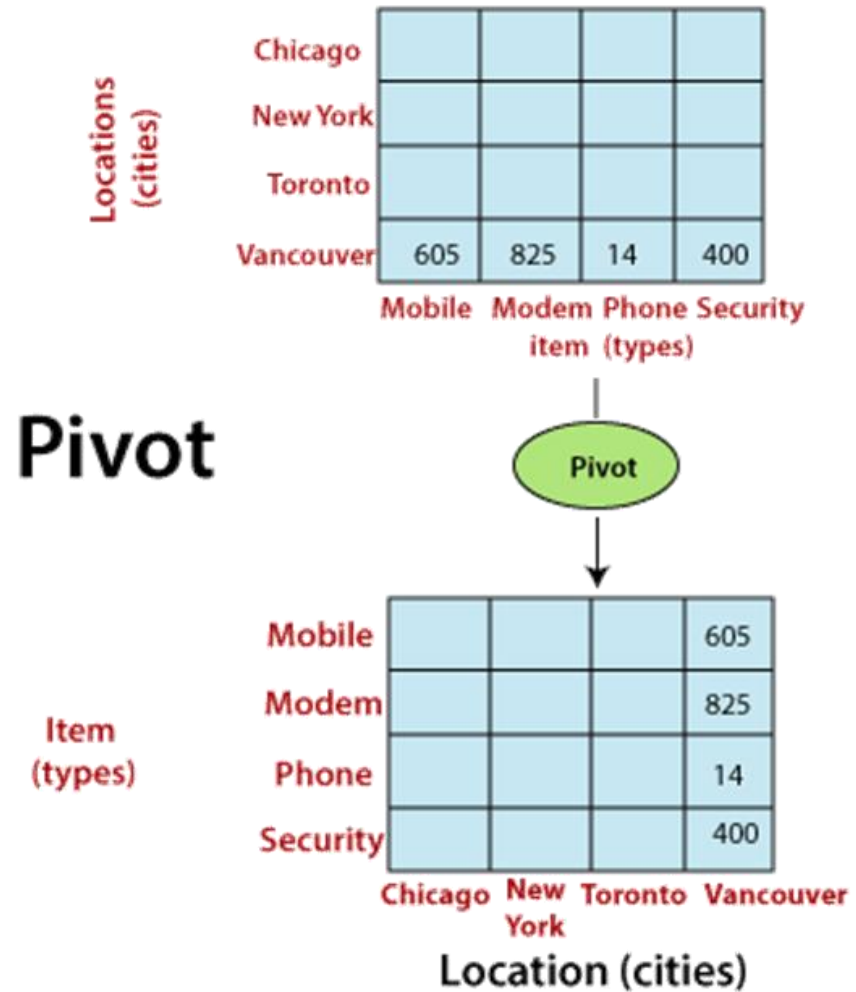 Locations
(cities)
Chicago
New York
Toronto
Vancouver 605 825 14 400
Mobile Modem Phone Security
item (types)
Pivot
Pivot
Item
(types)
Mobile 605
Modem 825
Phone 14
Security 400
Chicago New York Toronto Vancouver
Location (cities)